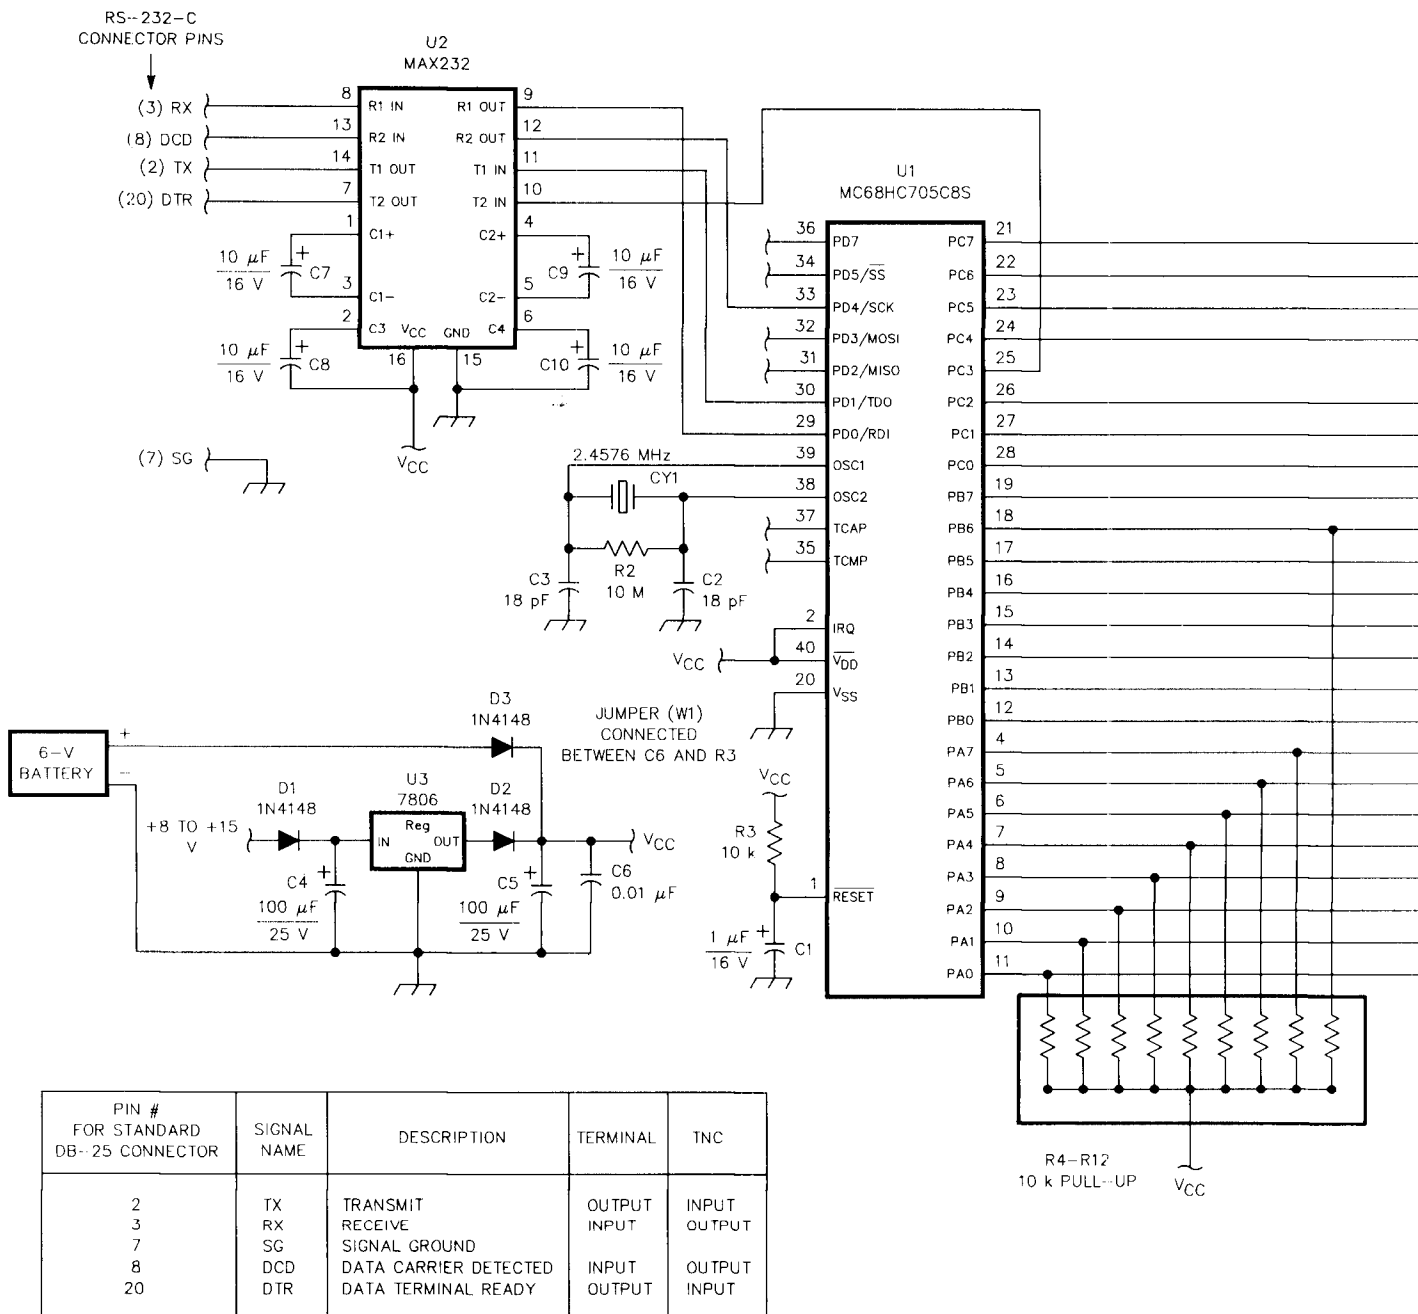 RS--232-C
CONNECTOR PINS
(3) RX
(8) DCD
(2) TX
(20) DTR
U2
MAX232
8 R1 IN R1 OUT 9
13 R2 IN R2 OUT 12
14 T1 OUT T1 IN 11
7 T2 OUT T2 IN 10
1 C1+ C2+ 4
3 C1- C2- 5
2 C3 VCC GND C4 6
16 15
10 µF
16 V
+
C7
10 µF
16 V
+
C8
+
C9
10 µF
16 V
+
C10
10 µF
16 V
VCC
(7) SG
U1
MC68HC705C8S
36 PD7 PC7 21
34 PD5/SS PC6 22
33 PD4/SCK PC5 23
32 PD3/MOSI PC4 24
31 PD2/MISO PC3 25
30 PD1/TDO PC2 26
29 PD0/RDI PC1 27
39 OSC1 PC0 28
38 OSC2 PB7 19
37 TCAP PB6 18
35 TCMP PB5 17
PB4 16
2 IRQ PB3 15
40 VDD PB2 14
20 VSS PB1 13
PB0 12
PA7 4
PA6 5
PA5 6
PA4 7
PA3 8
1 RESET PA2 9
PA1 10
PA0 11
2.4576 MHz
CY1
R2
10 M
C3
18 pF
C2
18 pF
VCC
JUMPER (W1)
CONNECTED
BETWEEN C6 AND R3
VCC
R3
10 k
1 µF
16 V
+
C1
6-V
BATTERY
+
--
D3
1N4148
D1
1N4148
U3
7806
D2
1N4148
+8 TO +15
V
Reg
IN OUT
GND
VCC
C4
+
100 µF
25 V
C5
+
100 µF
25 V
C6
0.01 µF
R4-R12
10 k PULL--UP
VCC
PIN #
FOR STANDARD
DB--25 CONNECTOR
SIGNAL
NAME
DESCRIPTION
TERMINAL
TNC
2 TX TRANSMIT OUTPUT INPUT
3 RX RECEIVE INPUT OUTPUT
7 SG SIGNAL GROUND
8 DCD DATA CARRIER DETECTED INPUT OUTPUT
20 DTR DATA TERMINAL READY OUTPUT INPUT